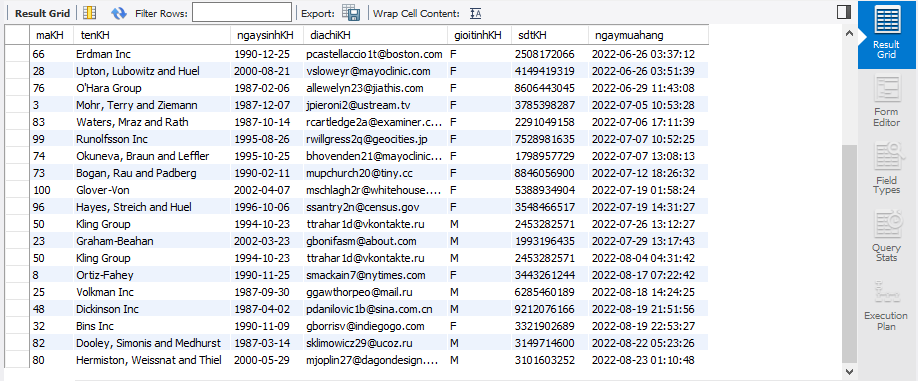 Result Grid Filter Rows: Export: Wrap Cell Content:
maKH tenKH ngaysinhKH diachiKH gioitinhKH sdtKH ngaymuahang
66 Erdman Inc 1990-12-25 pcastellaccio1t@boston.com F 2508172066 2022-06-26 03:37:12
28 Upton, Lubowitz and Huel 2000-08-21 vsloweyr@mayoclinic.com F 4149419319 2022-06-26 03:51:39
76 O'Hara Group 1987-02-06 allewelyn23@jiathis.com F 8606443045 2022-06-29 11:43:08
3 Mohr, Terry and Ziemann 1987-12-07 jpieroni2@ustream.tv F 3785398287 2022-07-05 10:53:28
83 Waters, Mraz and Rath 1987-10-14 rcartledge2a@examiner.c... F 2291049158 2022-07-06 17:11:39
99 Runolfsson Inc 1995-08-26 rwillgress2q@geocities.jp F 7528981635 2022-07-07 10:52:25
74 Okuneva, Braun and Leffler 1995-10-25 bhovenden21@mayoclinic... F 1798957729 2022-07-07 13:08:13
73 Bogan, Rau and Padberg 1990-02-11 mupchurch20@tiny.cc F 8846056900 2022-07-12 18:26:32
100 Glover-Von 2002-04-07 mschlagh2r@whitehouse.... F 5388934904 2022-07-19 01:58:24
96 Hayes, Streich and Huel 1996-10-06 ssantry2n@census.gov F 3548466517 2022-07-19 14:31:27
50 Kling Group 1994-10-23 ttrahar1d@vkontakte.ru M 2453282571 2022-07-26 13:12:27
23 Graham-Beahan 2002-03-23 gbonifasm@about.com M 1993196435 2022-07-29 13:17:43
50 Kling Group 1994-10-23 ttrahar1d@vkontakte.ru M 2453282571 2022-08-04 04:31:42
8 Ortiz-Fahey 1990-11-25 smackain7@nytimes.com F 3443261244 2022-08-17 07:22:42
25 Volkman Inc 1987-09-30 ggawthorpeo@mail.ru M 6285460189 2022-08-18 14:24:25
48 Dickinson Inc 1987-04-02 pdanilovic1b@sina.com.cn M 9212076166 2022-08-19 21:51:56
32 Bins Inc 1990-11-09 gborrisv@indiegogo.com F 3321902689 2022-08-19 22:53:27
82 Dooley, Simonis and Medhurst 1987-03-14 sklimowicz29@ucoz.ru M 3149714600 2022-08-22 05:23:26
80 Hermiston, Weissnat and Thiel 2000-05-29 mjoplin27@dagondesign.... M 3101603252 2022-08-23 01:10:48
Result
Grid
Form
Editor
Field
Types
Query
Stats
Execution
Plan